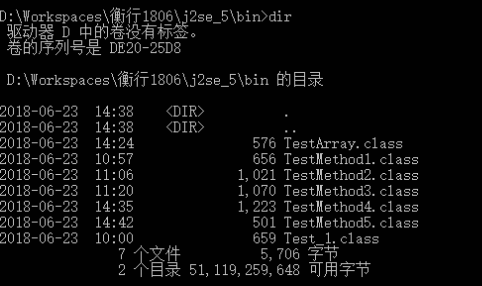 D:\Workspaces\衡行1806\j2se_5\bin>dir
驱动器 D 中的卷没有标签。
卷的序列号是 DE20-25D8
D:\Workspaces\衡行1806\j2se_5\bin 的目录
2018-06-23  14:38    <DIR>          .
2018-06-23  14:38    <DIR>          ..
2018-06-23  14:24               576 TestArray.class
2018-06-23  10:57               656 TestMethod1.class
2018-06-23  11:06             1,021 TestMethod2.class
2018-06-23  11:20             1,070 TestMethod3.class
2018-06-23  14:35             1,223 TestMethod4.class
2018-06-23  14:42               501 TestMethod5.class
2018-06-23  10:00               659 Test_1.class
7 个文件          5,706 字节
2 个目录 51,119,259,648 可用字节